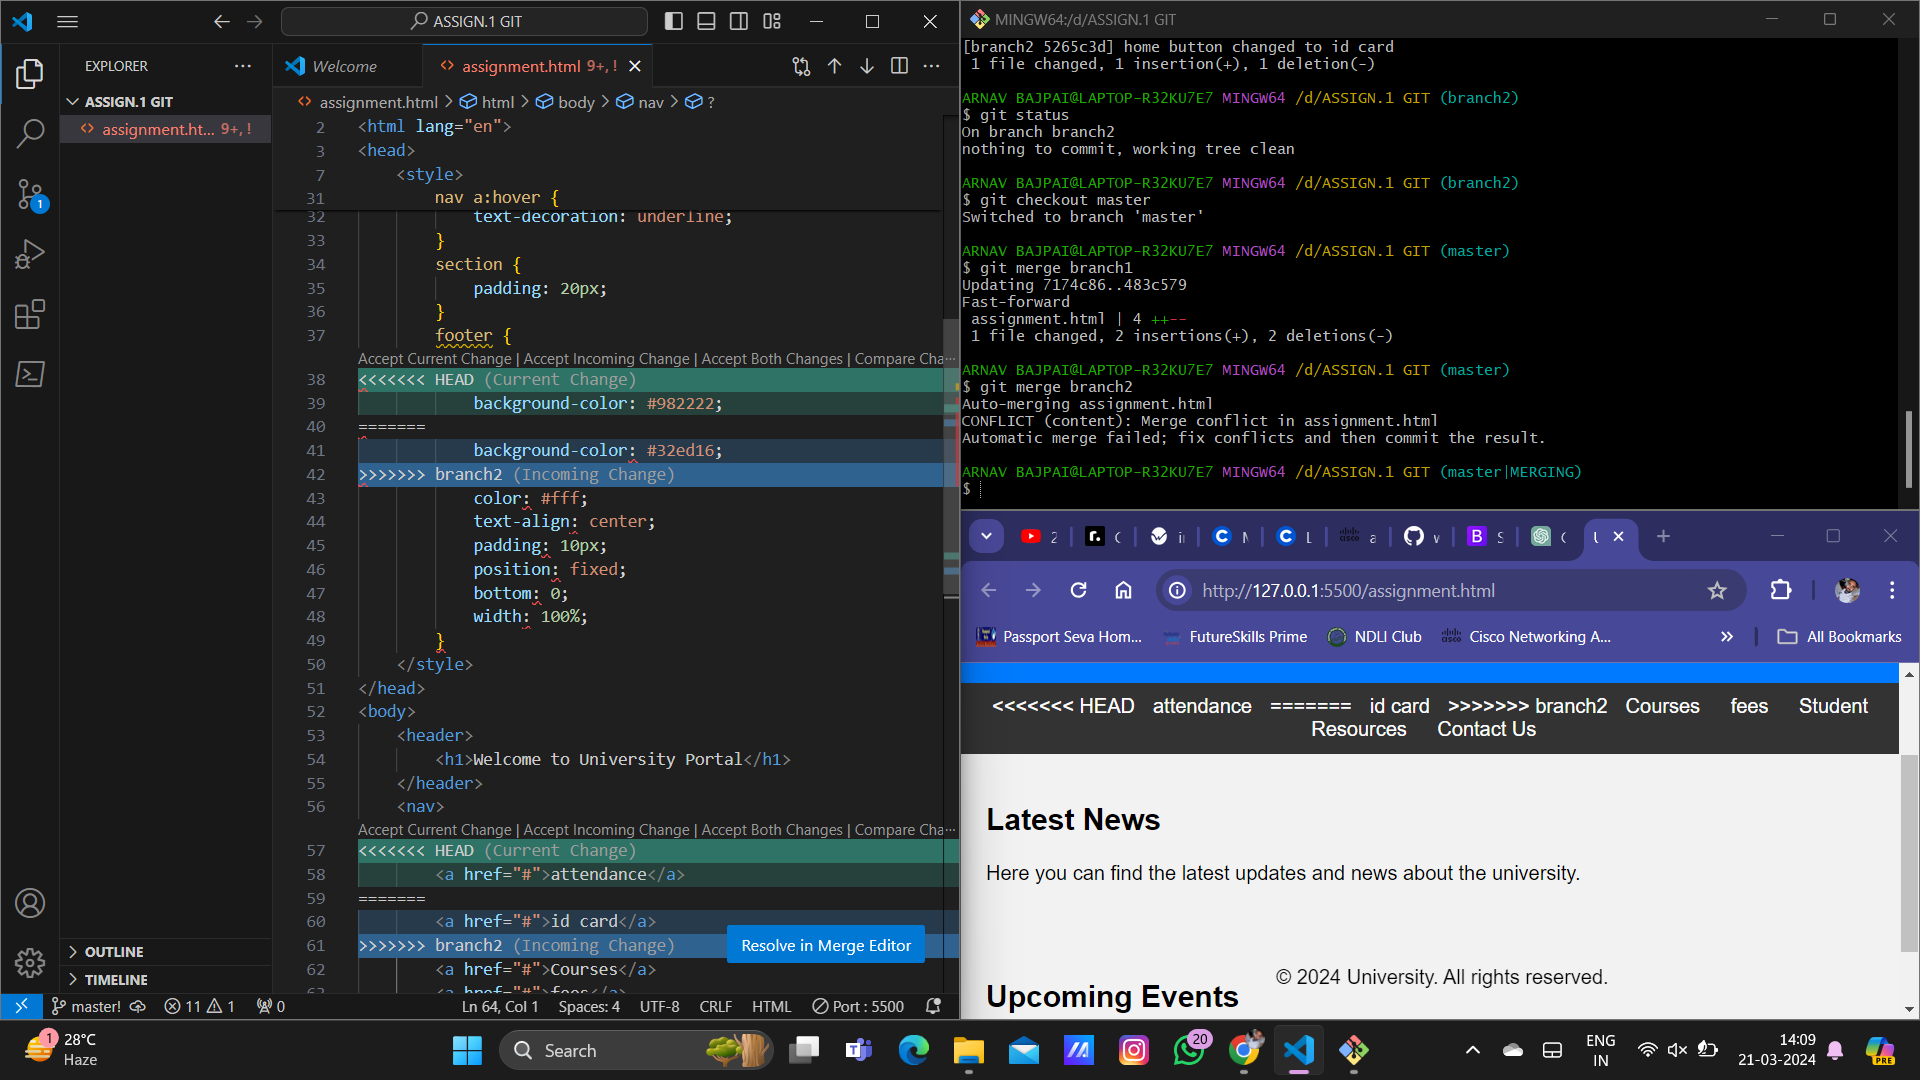 ASSIGN.1 GIT
EXPLORER
ASSIGN.1 GIT
assignment.ht... 9+, !
OUTLINE
TIMELINE
Welcome
assignment.html 9+, !
assignment.html > html > body > nav > ?
2 <html lang="en">
3 <head>
7 <style>
31 nav a:hover {
32 text-decoration: underline;
33 }
34 section {
35 padding: 20px;
36 }
37 footer {
Accept Current Change | Accept Incoming Change | Accept Both Changes | Compare Cha...
38 <<<<<<< HEAD (Current Change)
39 background-color: #982222;
40 =======
41 background-color: #32ed16;
42 >>>>>>> branch2 (Incoming Change)
43 color: #fff;
44 text-align: center;
45 padding: 10px;
46 position: fixed;
47 bottom: 0;
48 width: 100%;
49 }
50 </style>
51 </head>
52 <body>
53 <header>
54 <h1>Welcome to University Portal</h1>
55 </header>
56 <nav>
Accept Current Change | Accept Incoming Change | Accept Both Changes | Compare Cha...
57 <<<<<<< HEAD (Current Change)
58 <a href="#">attendance</a>
59 =======
60 <a href="#">id card</a>
61 >>>>>>> branch2 (Incoming Change)
Resolve in Merge Editor
62 <a href="#">Courses</a>
63 <a href="#">fees</a>
1
master! 11 1 0 Ln 64, Col 1 Spaces: 4 UTF-8 CRLF HTML Port : 5500
MINGW64:/d/ASSIGN.1 GIT
[branch2 5265c3d] home button changed to id card
1 file changed, 1 insertion(+), 1 deletion(-)
ARNAV BAJPAI@LAPTOP-R32KU7E7 MINGW64 /d/ASSIGN.1 GIT (branch2)
$ git status
On branch branch2
nothing to commit, working tree clean
ARNAV BAJPAI@LAPTOP-R32KU7E7 MINGW64 /d/ASSIGN.1 GIT (branch2)
$ git checkout master
Switched to branch 'master'
ARNAV BAJPAI@LAPTOP-R32KU7E7 MINGW64 /d/ASSIGN.1 GIT (master)
$ git merge branch1
Updating 7174c86..483c579
Fast-forward
assignment.html | 4 ++--
1 file changed, 2 insertions(+), 2 deletions(-)
ARNAV BAJPAI@LAPTOP-R32KU7E7 MINGW64 /d/ASSIGN.1 GIT (master)
$ git merge branch2
Auto-merging assignment.html
CONFLICT (content): Merge conflict in assignment.html
Automatic merge failed; fix conflicts and then commit the result.
ARNAV BAJPAI@LAPTOP-R32KU7E7 MINGW64 /d/ASSIGN.1 GIT (master|MERGING)
$
http://127.0.0.1:5500/assignment.html
Passport Seva Hom... FutureSkills Prime NDLI Club Cisco Networking A... All Bookmarks
<<<<<<< HEAD attendance ======= id card >>>>>>> branch2 Courses fees Student
Resources Contact Us
Latest News
Here you can find the latest updates and news about the university.
© 2024 University. All rights reserved.
Upcoming Events
1
28°C
Haze
Search
20
ENG
IN
14:09
21-03-2024
PRE